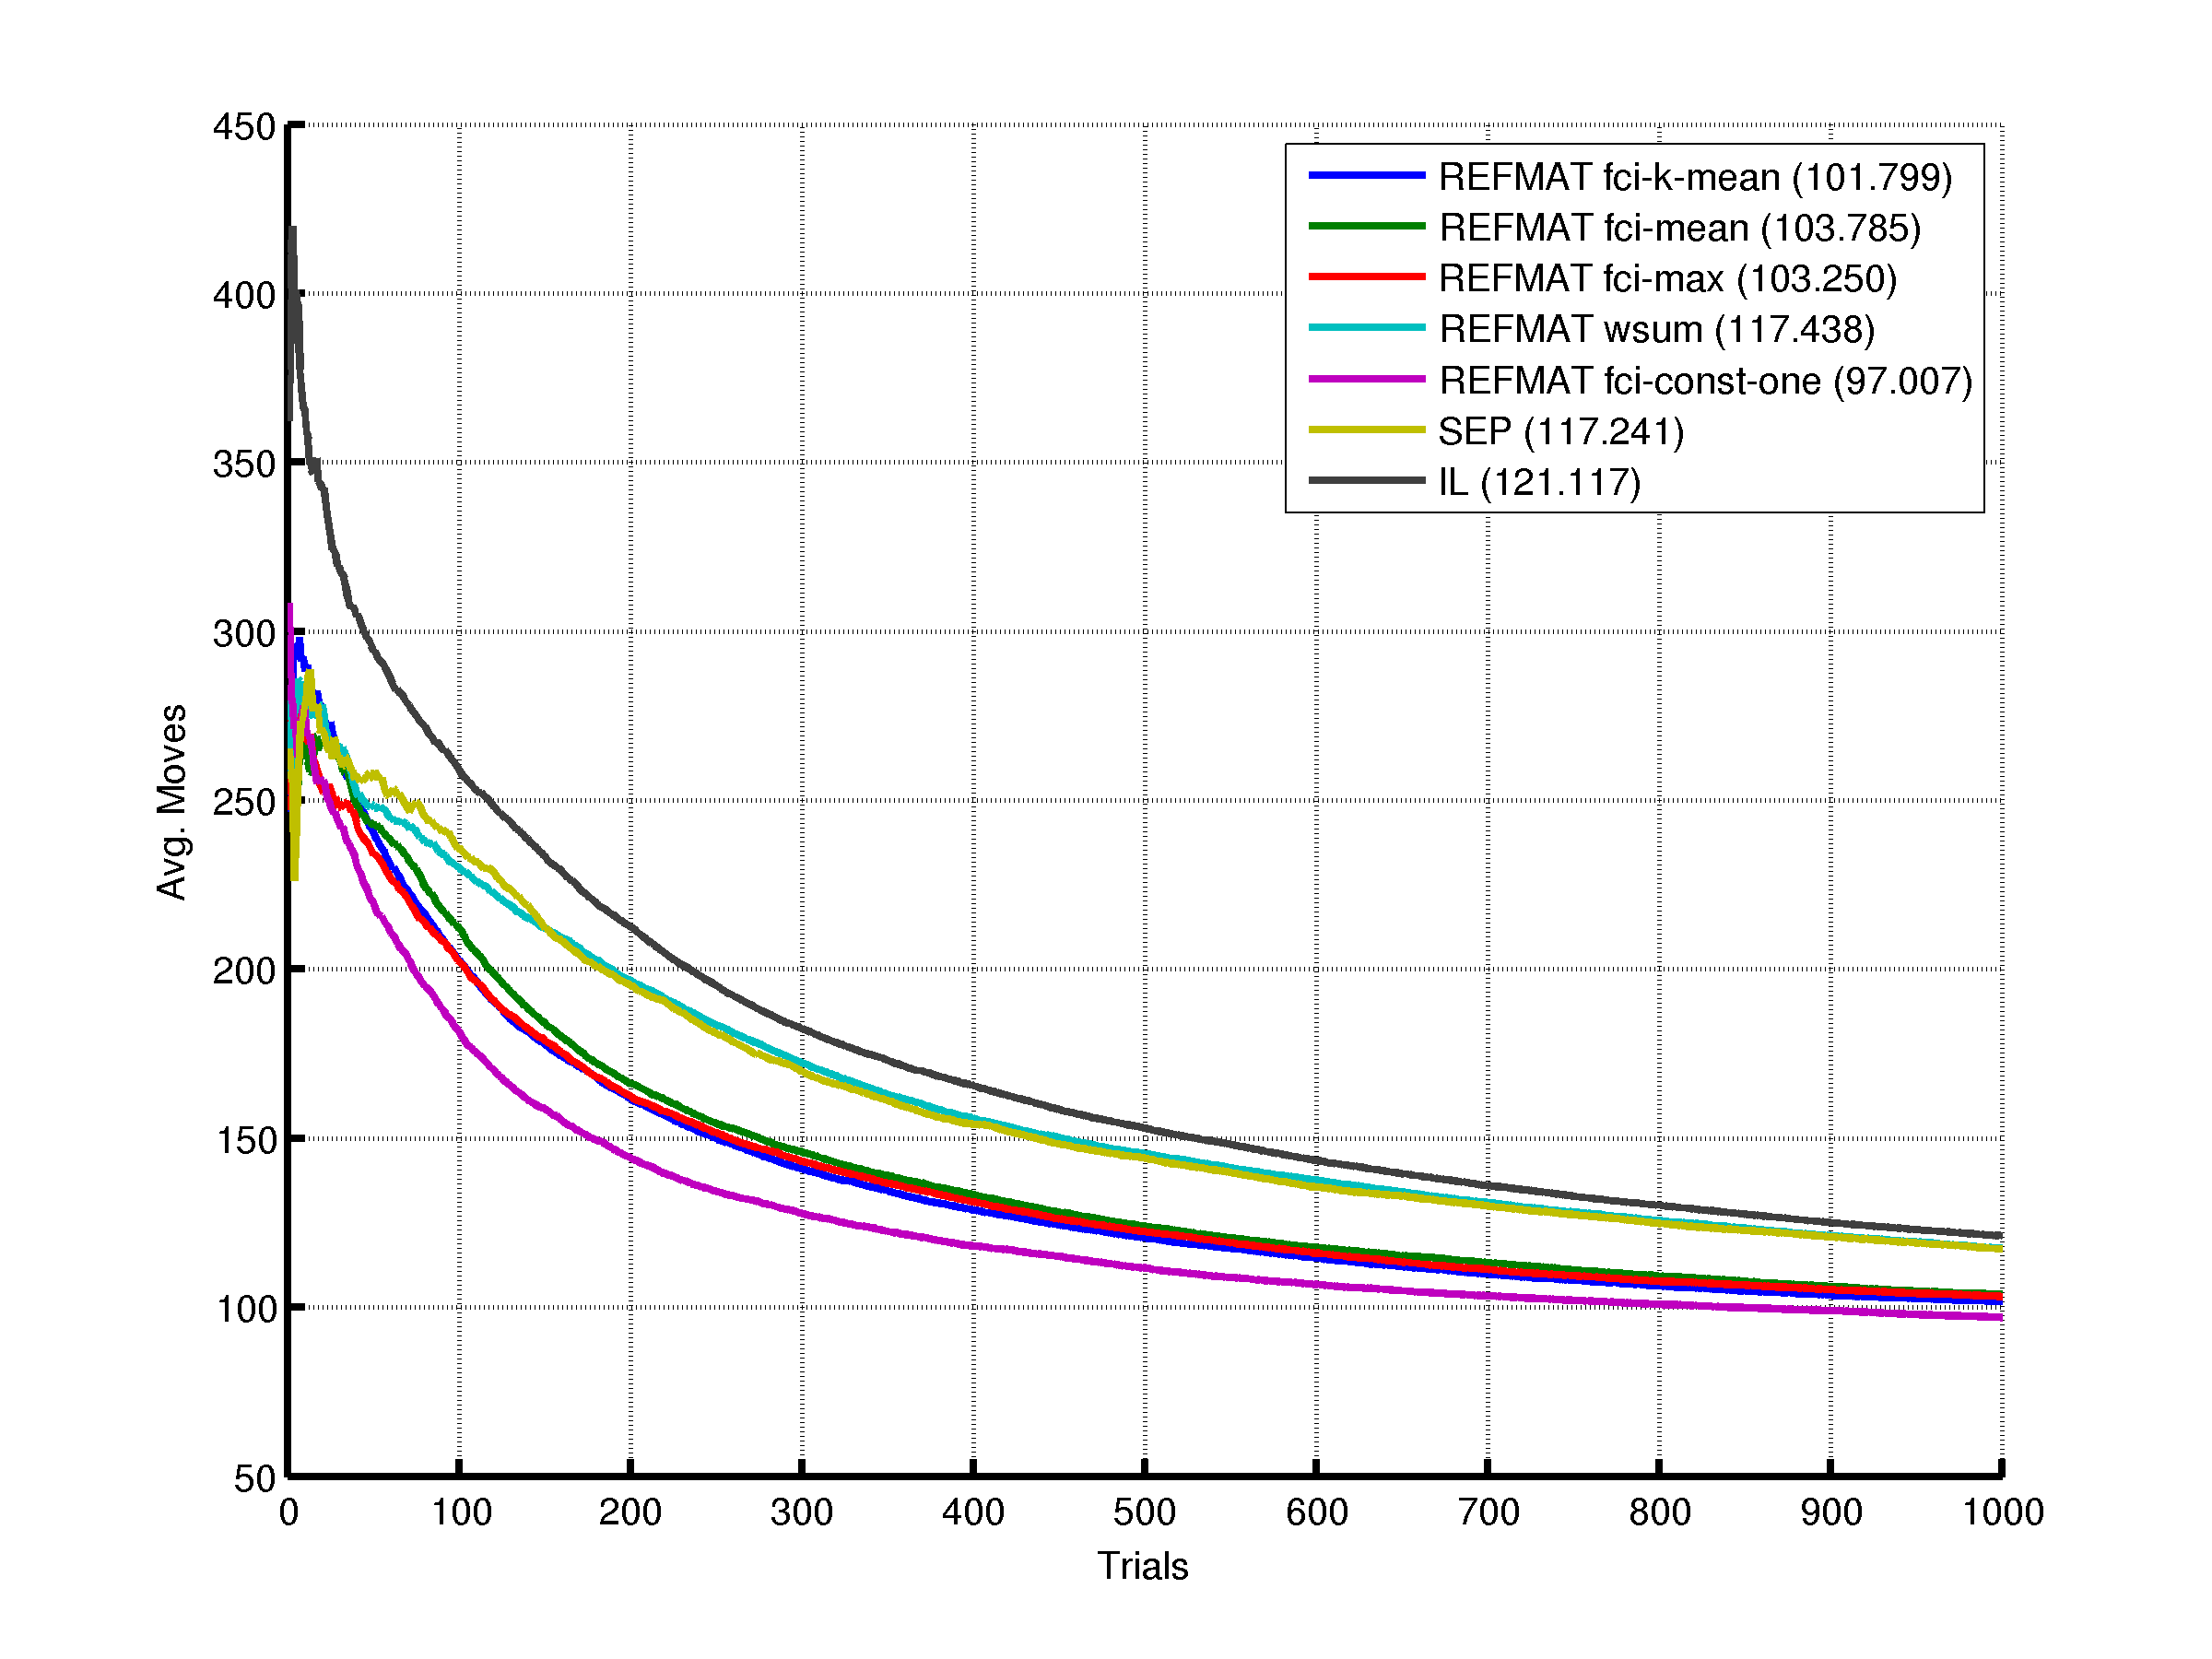 450
400
350
300
250
200
150
100
50
0
100
200
300
400
500
600
700
800
900
1000
Trials
Avg. Moves
REFMAT fci-k-mean (101.799)
REFMAT fci-mean (103.785)
REFMAT fci-max (103.250)
REFMAT wsum (117.438)
REFMAT fci-const-one (97.007)
SEP (117.241)
IL (121.117)